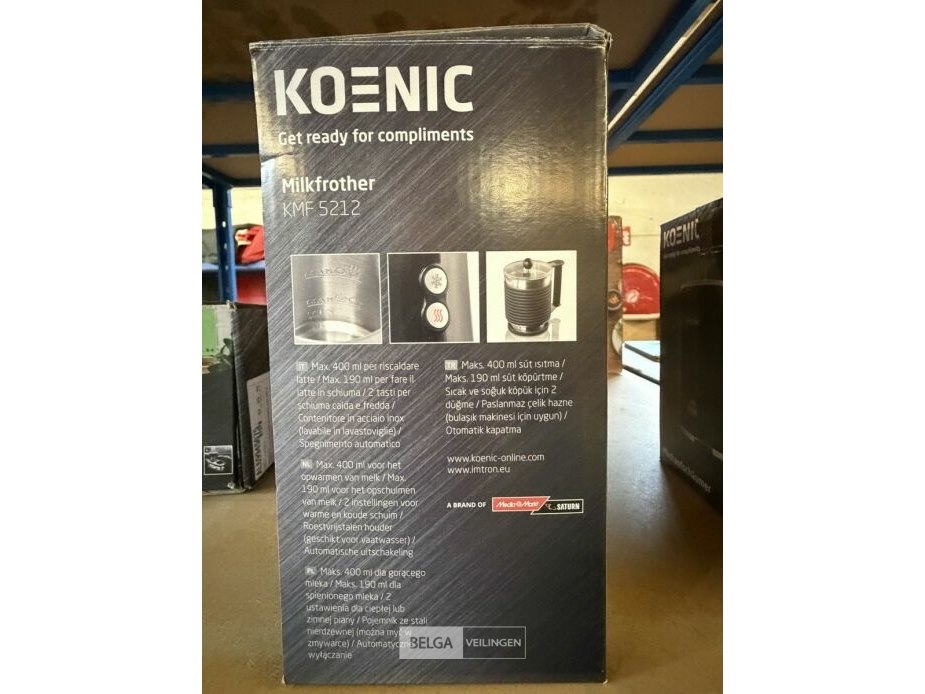 KOENIC
Get ready for compliments
Milkfrother
KMF 5212
IT Max. 400 ml per riscaldare
latte / Max. 190 ml per fare il
latte in schiuma / 2 tasti per
schiuma calda e fredda /
Contenitore in acciaio inox
(lavabile in lavastoviglie) /
Spegnimento automatico
NL Max. 400 ml voor het
opwarmen van melk / Max.
190 ml voor het opschuimen
van melk / 2 instellingen voor
warme en koude schuim /
Roestvrijstalen houder
(geschikt voor vaatwasser) /
Automatische uitschakeling
PL Maks. 400 ml dla gorącego
mleka / Maks. 190 ml dla
spienionego mleka / 2
ustawienia dla ciepłej lub
zimnej piany / Pojemnik ze stali
nierdzewnej (można myć w
zmywarce) /
wyłączanie
TR Maks. 400 ml süt ısıtma /
Maks. 190 ml süt köpürtme /
Sıcak ve soğuk köpük için 2
düğme / Paslanmaz çelik hazne
(bulaşık makinesi için uygun) /
Otomatik kapatma
www.koenic-online.com
www.imtron.eu
A BRAND OF Media Markt SATURN
BELGA VEILINGEN
KOENIC